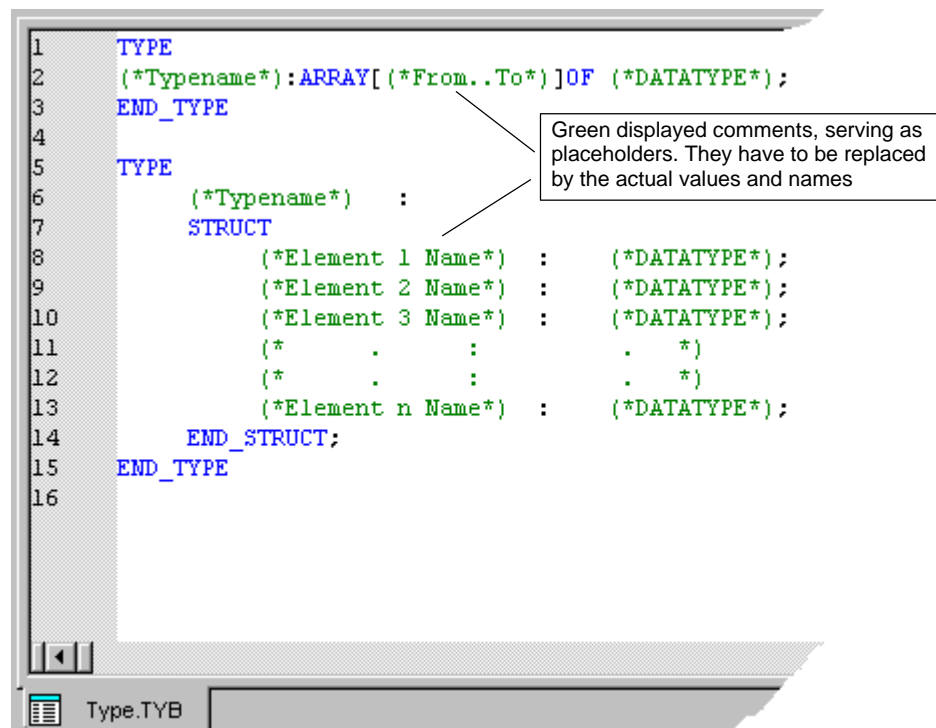 1 TYPE
2 (*Typename*):ARRAY[(*From..To*)]OF (*DATATYPE*);
3 END_TYPE
4
5 TYPE
6 (*Typename*) :
7 STRUCT
8 (*Element 1 Name*) : (*DATATYPE*);
9 (*Element 2 Name*) : (*DATATYPE*);
10 (*Element 3 Name*) : (*DATATYPE*);
11 (* . : . *)
12 (* . : . *)
13 (*Element n Name*) : (*DATATYPE*);
14 END_STRUCT;
15 END_TYPE
16
Green displayed comments, serving as
placeholders. They have to be replaced
by the actual values and names
Type.TYB